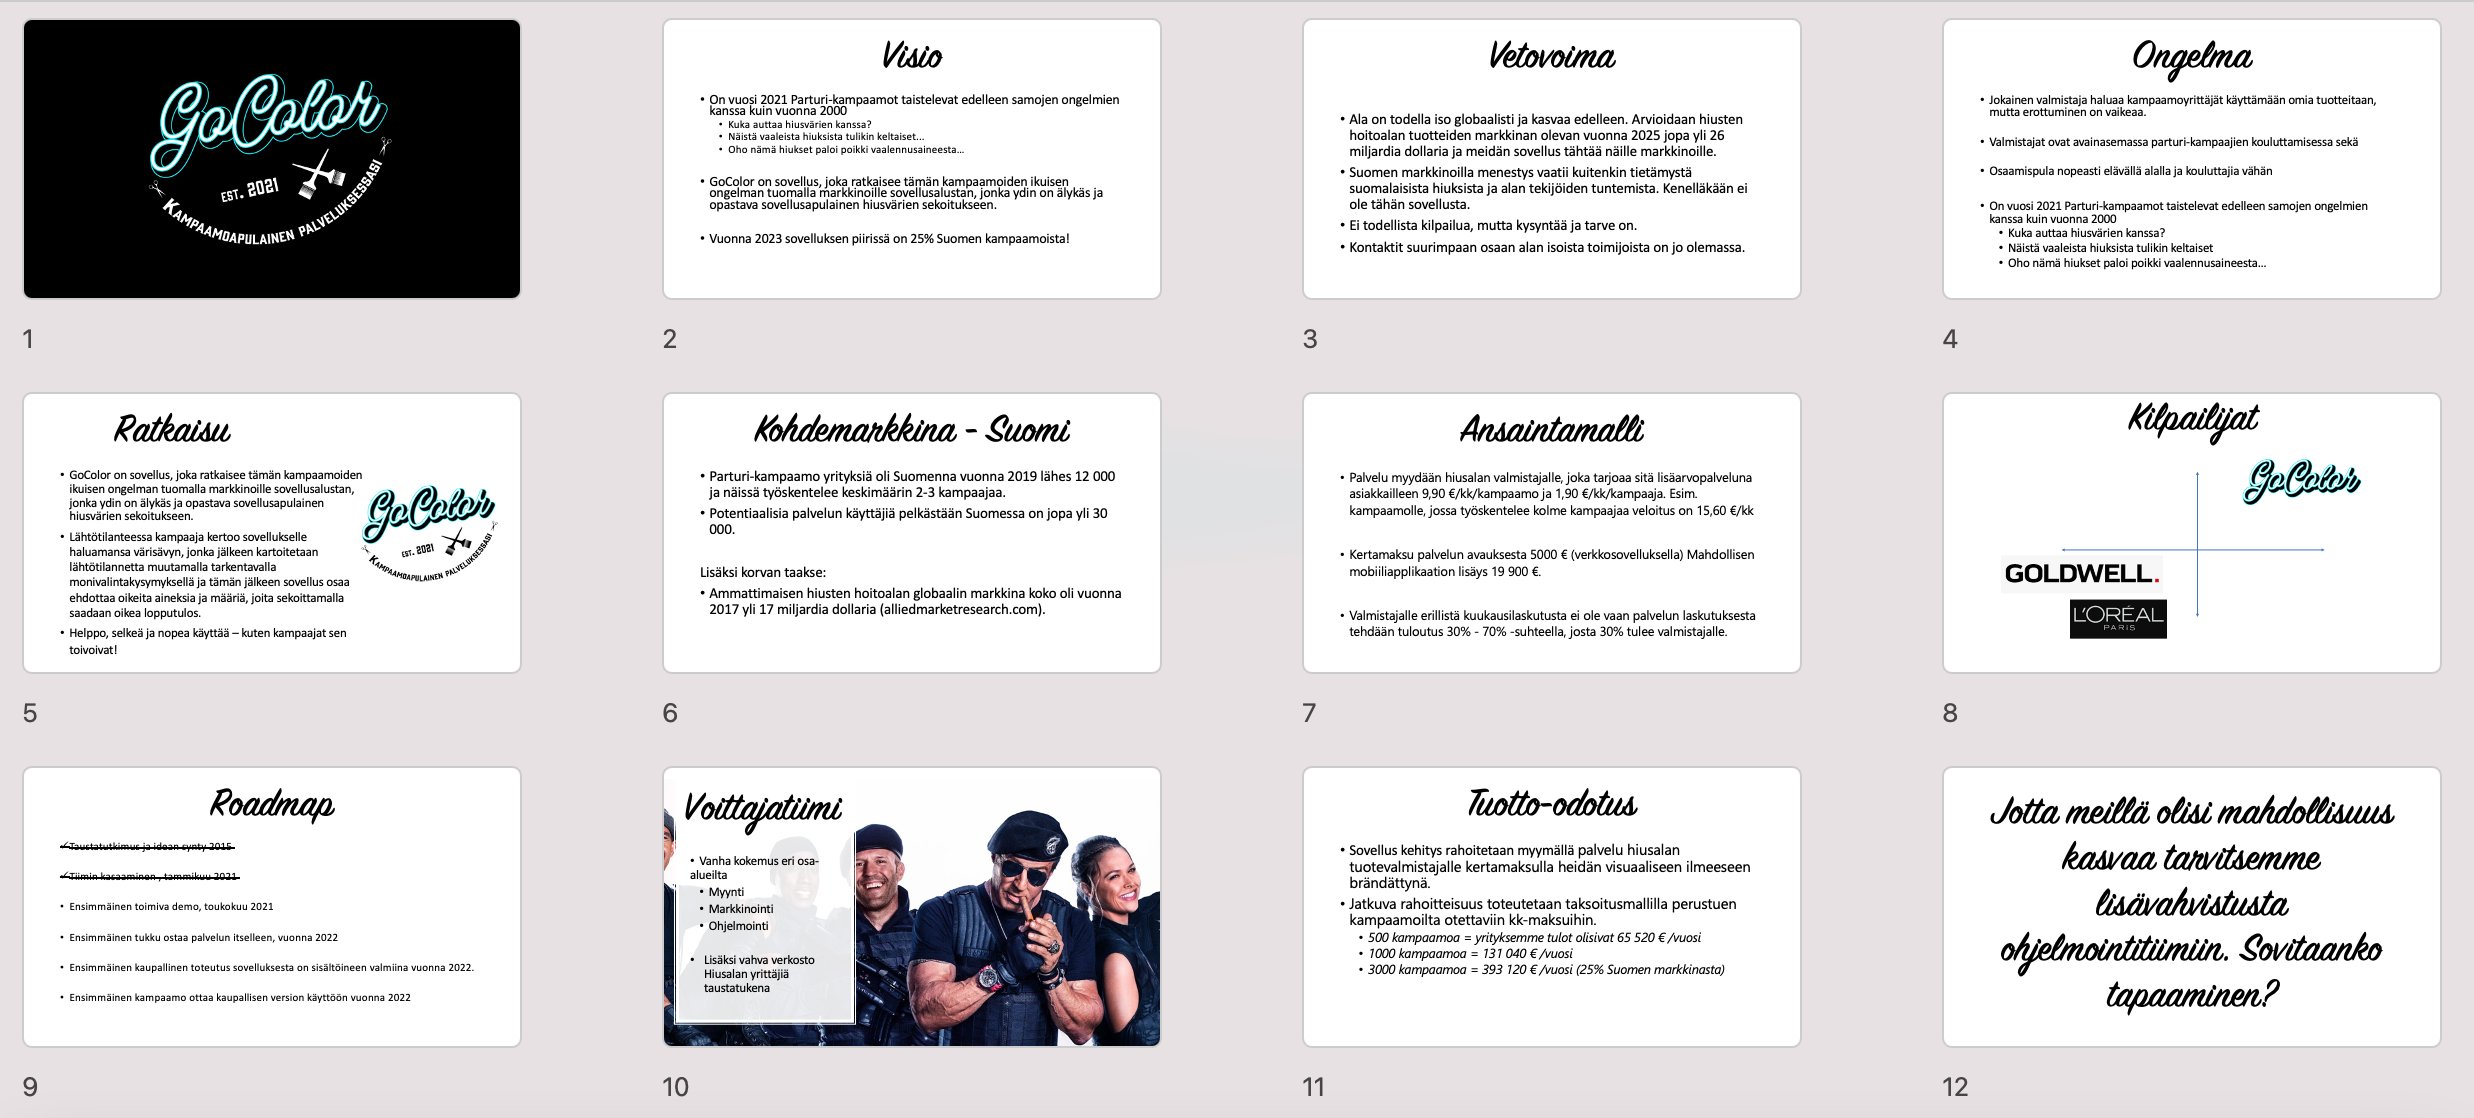 GoColor
EST. 2021
KAMPAAMOAPULAINEN PALVELUKSESSASI
1
Visio
• On vuosi 2021 Parturi-kampaamot taistelevat edelleen samojen ongelmien
kanssa kuin vuonna 2000
• Kuka auttaa hiusvärien kanssa?
• Näistä vaaleista hiuksista tulikin keltaiset...
• Oho nämä hiukset paloi poikki vaalennusaineesta...
• GoColor on sovellus, joka ratkaisee tämän kampaamoiden ikuisen
ongelman tuomalla markkinoille sovellusalustan, jonka ydin on älykäs ja
opastava sovellusapulainen hiusvärien sekoitukseen.
• Vuonna 2023 sovelluksen piirissä on 25% Suomen kampaamoista!
2
Vetovoima
• Ala on todella iso globaalisti ja kasvaa edelleen. Arvioidaan hiusten
hoitoalan tuotteiden markkinan olevan vuonna 2025 jopa yli 26
miljardia dollaria ja meidän sovellus tähtää näille markkinoille.
• Suomen markkinoilla menestys vaatii kuitenkin tietämystä
suomalaisista hiuksista ja alan tekijöiden tuntemista. Kenelläkään ei
ole tähän sovellusta.
• Ei todellista kilpailua, mutta kysyntää ja tarve on.
• Kontaktit suurimpaan osaan alan isoista toimijoista on jo olemassa.
3
Ongelma
• Jokainen valmistaja haluaa kampaamoyrittäjät käyttämään omia tuotteitaan,
mutta erottuminen on vaikeaa.
• Valmistajat ovat avainasemassa parturi-kampaajien kouluttamisessa sekä
• Osaamispula nopeasti elävällä alalla ja kouluttajia vähän
• On vuosi 2021 Parturi-kampaamot taistelevat edelleen samojen ongelmien
kanssa kuin vuonna 2000
• Kuka auttaa hiusvärien kanssa?
• Näistä vaaleista hiuksista tulikin keltaiset
• Oho nämä hiukset paloi poikki vaalennusaineesta...
4
Ratkaisu
• GoColor on sovellus, joka ratkaisee tämän kampaamoiden
ikuisen ongelman tuomalla markkinoille sovellusalustan,
jonka ydin on älykäs ja opastava sovellusapulainen
hiusvärien sekoitukseen.
• Lähtötilanteessa kampaaja kertoo sovellukselle
haluamansa värisävyn, jonka jälkeen kartoitetaan
lähtötilannetta muutamalla tarkentavalla
monivalintakysymyksellä ja tämän jälkeen sovellus osaa
ehdottaa oikeita aineksia ja määriä, joita sekoittamalla
saadaan oikea lopputulos.
• Helppo, selkeä ja nopea käyttää – kuten kampaajat sen
toivoivat!
GoColor
EST. 2021
KAMPAAMOAPULAINEN PALVELUKSESSASI
5
Kohdemarkkina - Suomi
• Parturi-kampaamo yrityksiä oli Suomenna vuonna 2019 lähes 12 000
ja näissä työskentelee keskimäärin 2-3 kampaajaa.
• Potentiaalisia palvelun käyttäjiä pelkästään Suomessa on jopa yli 30
000.
Lisäksi korvan taakse:
• Ammattimaisen hiusten hoitoalan globaalin markkina koko oli vuonna
2017 yli 17 miljardia dollaria (alliedmarketresearch.com).
6
Ansaintamalli
• Palvelu myydään hiusalan valmistajalle, joka tarjoaa sitä lisäarvopalveluna
asiakkailleen 9,90 €/kk/kampaamo ja 1,90 €/kk/kampaaja. Esim.
kampaamolle, jossa työskentelee kolme kampaajaa veloitus on 15,60 €/kk
• Kertamaksu palvelun avauksesta 5000 € (verkkosovelluksella) Mahdollisen
mobiiliapplikaation lisäys 19 900 €.
• Valmistajalle erillistä kuukausilaskutusta ei ole vaan palvelun laskutuksesta
tehdään tuloutus 30% - 70% -suhteella, josta 30% tulee valmistajalle.
7
Kilpailijat
GoColor
GOLDWELL.
L'ORÉAL
PARIS
8
Roadmap
✓Taustatutkimus ja idean synty 2015
✓Tiimin kasaaminen , tammikuu 2021
• Ensimmäinen toimiva demo, toukokuu 2021
• Ensimmäinen tukku ostaa palvelun itselleen, vuonna 2022
• Ensimmäinen kaupallinen toteutus sovelluksesta on sisältöineen valmiina vuonna 2022.
• Ensimmäinen kampaamo ottaa kaupallisen version käyttöön vuonna 2022
9
Voittajatiimi
• Vanha kokemus eri osa-
alueilta
• Myynti
• Markkinointi
• Ohjelmointi
• Lisäksi vahva verkosto
Hiusalan yrittäjiä
taustatukena
10
Tuotto-odotus
• Sovellus kehitys rahoitetaan myymällä palvelu hiusalan
tuotevalmistajalle kertamaksulla heidän visuaaliseen ilmeeseen
brändättynä.
• Jatkuva rahoitteisuus toteutetaan taksoitusmallilla perustuen
kampaamoilta otettaviin kk-maksuihin.
• 500 kampaamoa = yrityksemme tulot olisivat 65 520 € /vuosi
• 1000 kampaamoa = 131 040 € /vuosi
• 3000 kampaamoa = 393 120 € /vuosi (25% Suomen markkinasta)
11
Jotta meillä olisi mahdollisuus
kasvaa tarvitsemme
lisävahvistusta
ohjelmointitiimiin. Sovitaanko
tapaaminen?
12